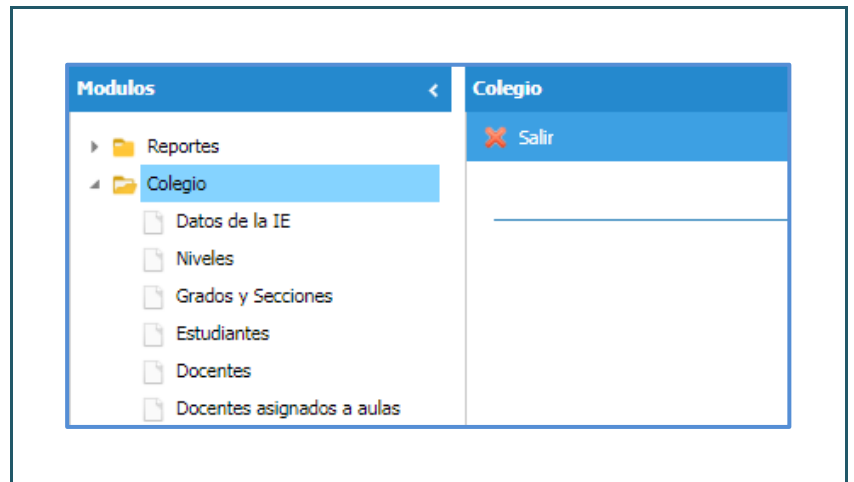 Modulos
Reportes
Colegio
Datos de la IE
Niveles
Grados y Secciones
Estudiantes
Docentes
Docentes asignados a aulas
Colegio
Salir